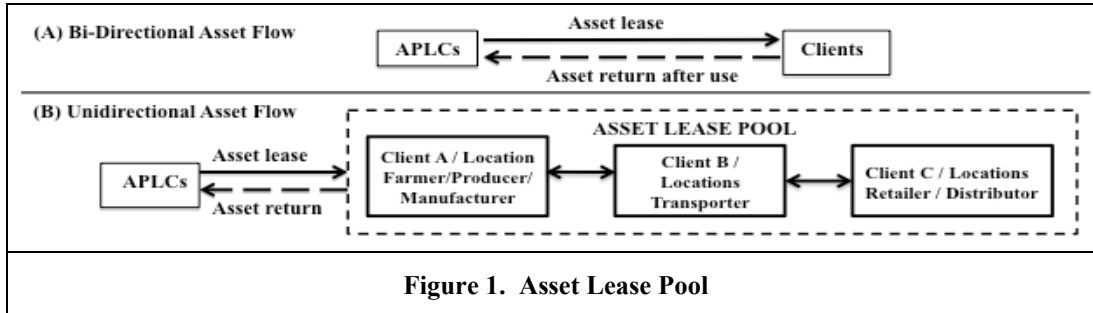 (A) Bi-Directional Asset Flow
APLCs
Asset lease
Asset return after use
Clients
(B) Unidirectional Asset Flow
APLCs
Asset lease
Asset return
ASSET LEASE POOL
Client A / Location
Farmer/Producer/
Manufacturer
Client B /
Locations
Transporter
Client C / Locations
Retailer / Distributor
Figure 1. Asset Lease Pool